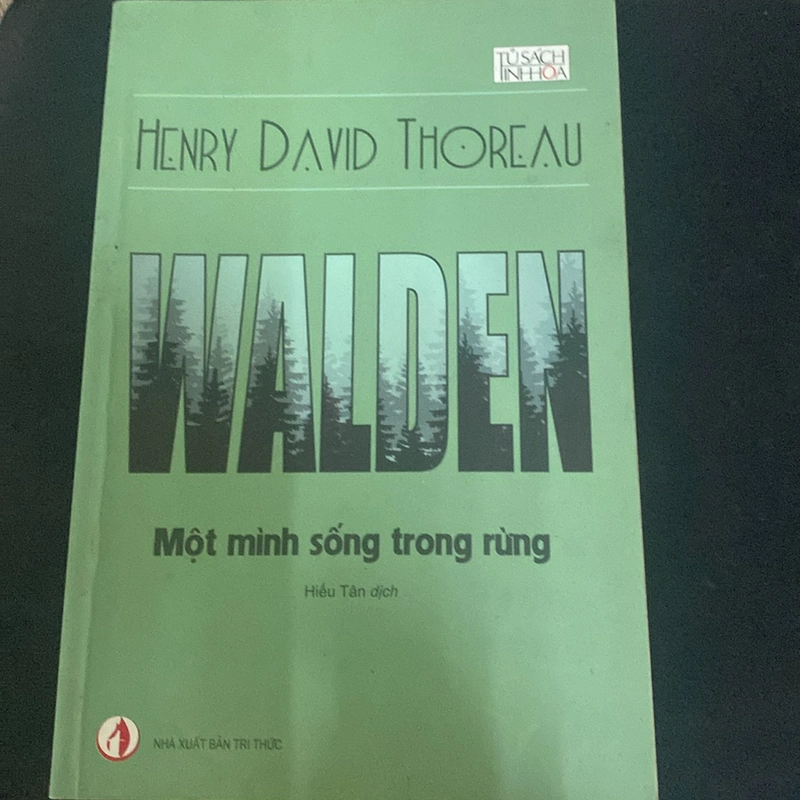 TỦ SÁCH
TINH HOA
HENRY DAVID THOREAU
WALDEN
Một mình sống trong rừng
Hiếu Tân dịch
NHÀ XUẤT BẢN TRI THỨC